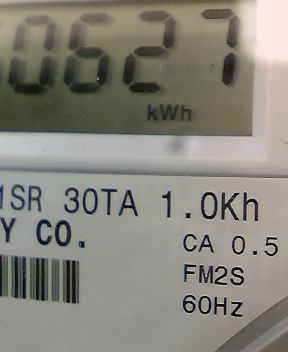 0627
kWh
1SR 30TA 1.0Kh
Y CO.
CA 0.5
FM2S
60Hz